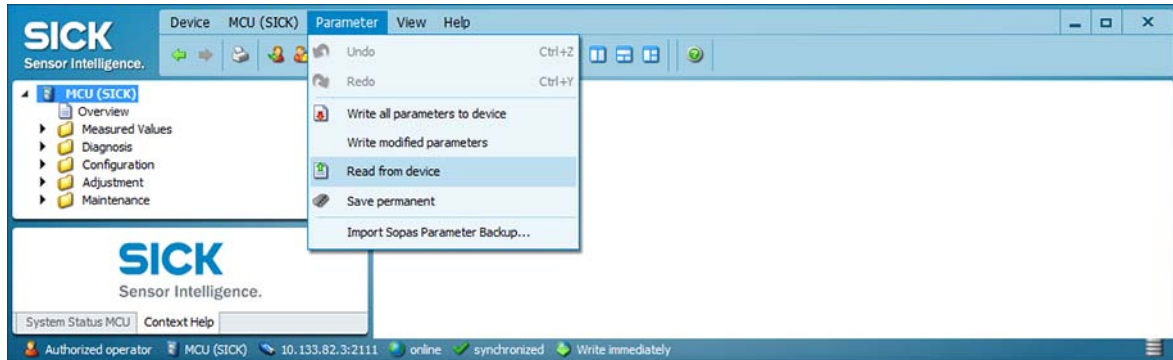 SICK
Sensor Intelligence.
Device MCU (SICK) Parameter View Help
Undo Ctrl+Z
Redo Ctrl+Y
Write all parameters to device
Write modified parameters
Read from device
Save permanent
Import Sopas Parameter Backup...
MCU (SICK)
Overview
Measured Values
Diagnosis
Configuration
Adjustment
Maintenance
SICK
Sensor Intelligence.
System Status MCU Context Help
Authorized operator MCU (SICK) 10.133.82.3:2111 online synchronized Write immediately